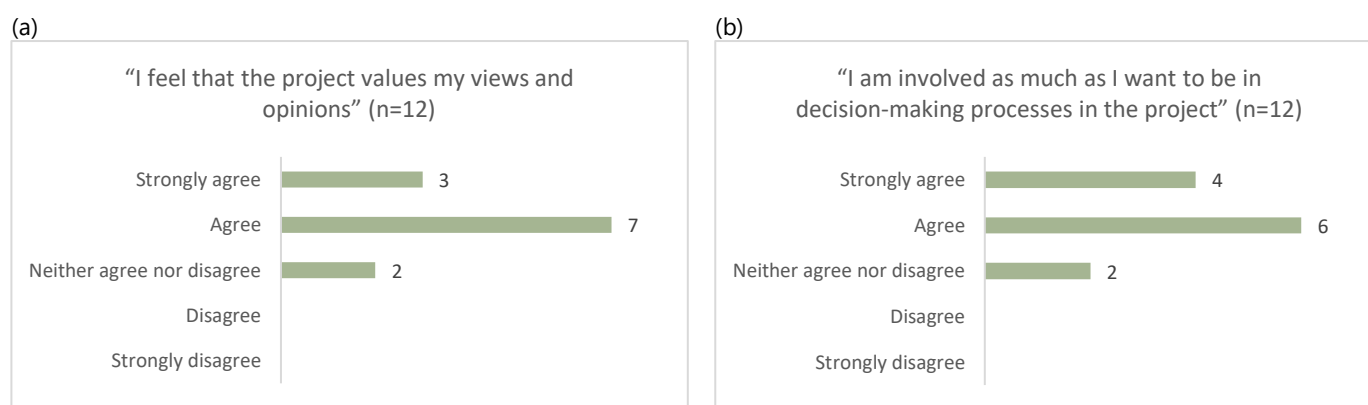 (a)
“I feel that the project values my views and
opinions” (n=12)
Strongly agree 3
Agree 7
Neither agree nor disagree 2
Disagree
Strongly disagree
(b)
“I am involved as much as I want to be in
decision-making processes in the project” (n=12)
Strongly agree 4
Agree 6
Neither agree nor disagree 2
Disagree
Strongly disagree